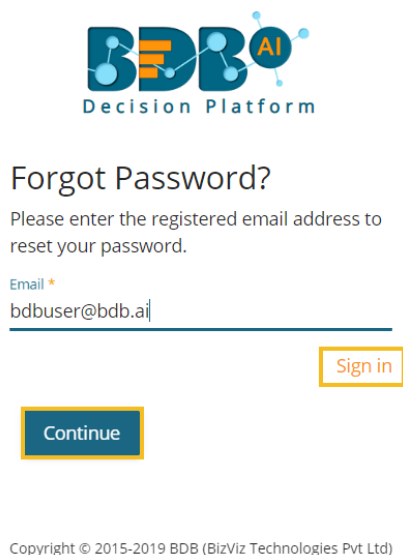 BDB AI
Decision Platform
Forgot Password?
Please enter the registered email address to
reset your password.
Email *
bdbuser@bdb.ai
Sign in
Continue
Copyright © 2015-2019 BDB (BizViz Technologies Pvt Ltd)